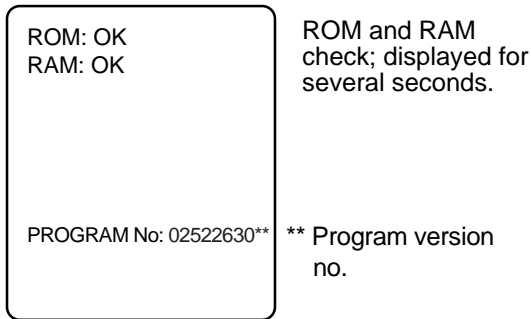 ROM: OK
RAM: OK
PROGRAM No: 02522630**
ROM and RAM
check; displayed for
several seconds.
** Program version
no.